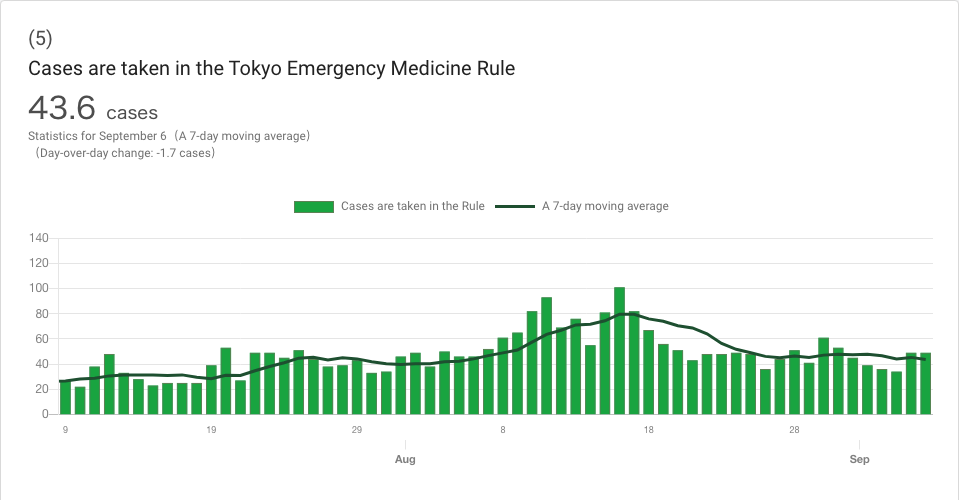 (5)
Cases are taken in the Tokyo Emergency Medicine Rule
43.6 cases
Statistics for September 6（A 7-day moving average）
（Day-over-day change: -1.7 cases）
Cases are taken in the Rule A 7-day moving average
140
120
100
80
60
40
20
0
9 19 29 8 18 28
Aug Sep